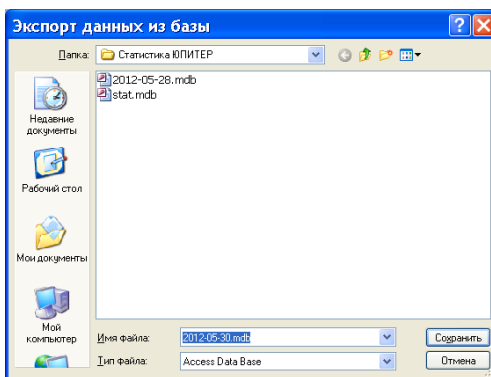 Экспорт данных из базы
Папка: Статистика ЮПИТЕР
2012-05-28.mdb
stat.mdb
Недавние документы
Рабочий стол
Мои документы
Мой компьютер
Имя файла: 2012-05-30.mdb Сохранить
Тип файла: Access Data Base Отмена